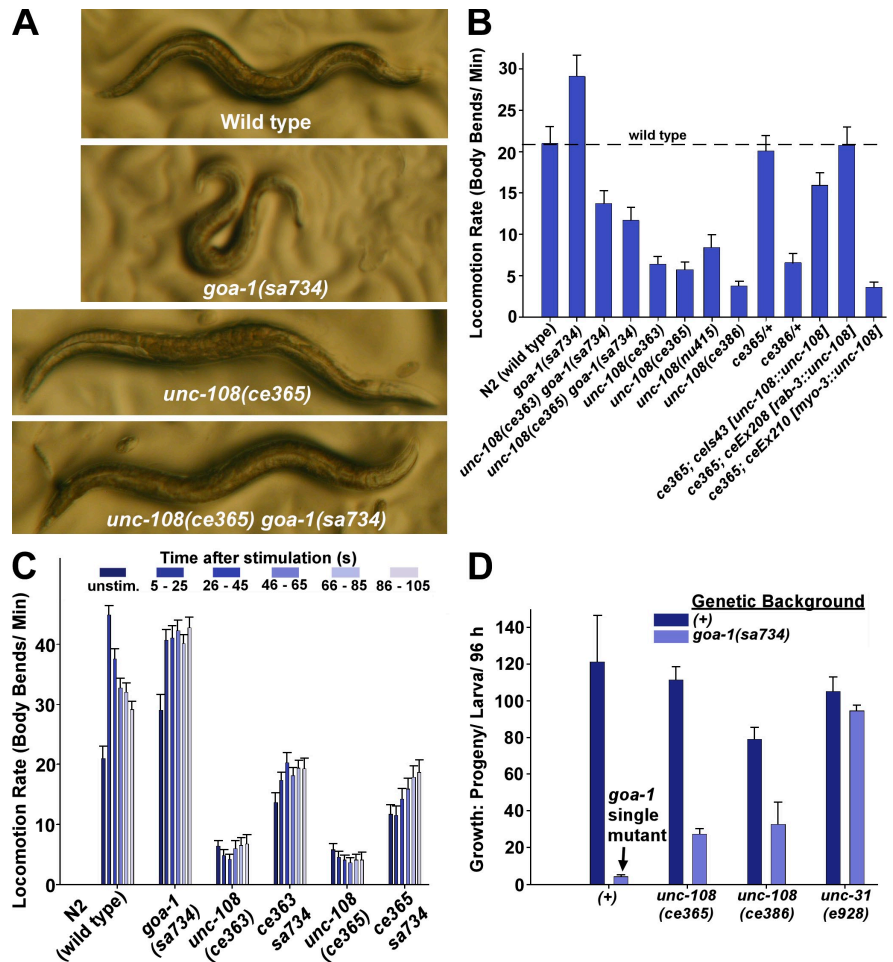 A
Wild type
goa-1(sa734)
unc-108(ce365)
unc-108(ce365) goa-1(sa734)
B
Locomotion Rate (Body Bends/ Min)
30
25
20
15
10
5
0
wild type
N2 (wild type)
goa-1(sa734)
unc-108(ce363) goa-1(sa734)
unc-108(ce365) goa-1(sa734)
unc-108(ce363)
unc-108(ce365)
unc-108(nu415)
unc-108(ce386)
ce365/+
ce386/+
ce365; ceIs43 [unc-108::unc-108]
ce365; ceEx208 [rab-3::unc-108]
ce365; ceEx210 [myo-3::unc-108]
C
Time after stimulation (s)
unstim. 5 - 25 26 - 45 46 - 65 66 - 85 86 - 105
Locomotion Rate (Body Bends/ Min)
40
30
20
10
0
N2
(wild type)
goa-1
(sa734)
unc-108
(ce363)
ce363
sa734
unc-108
(ce365)
ce365
sa734
D
Genetic Background
(+)
goa-1(sa734)
Growth: Progeny/ Larva/ 96 h
140
120
100
80
60
40
20
0
goa-1
single
mutant
(+)
unc-108
(ce365)
unc-108
(ce386)
unc-31
(e928)